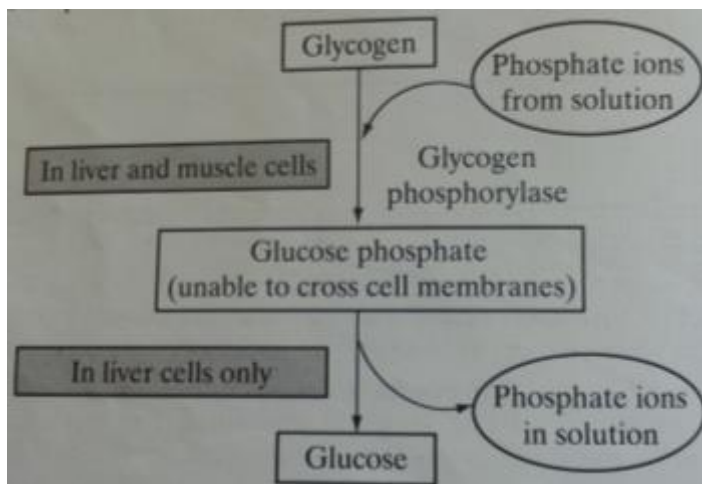 Glycogen
Phosphate ions
from solution
In liver and muscle cells
Glycogen
phosphorylase
Glucose phosphate
(unable to cross cell membranes)
In liver cells only
Phosphate ions
in solution
Glucose